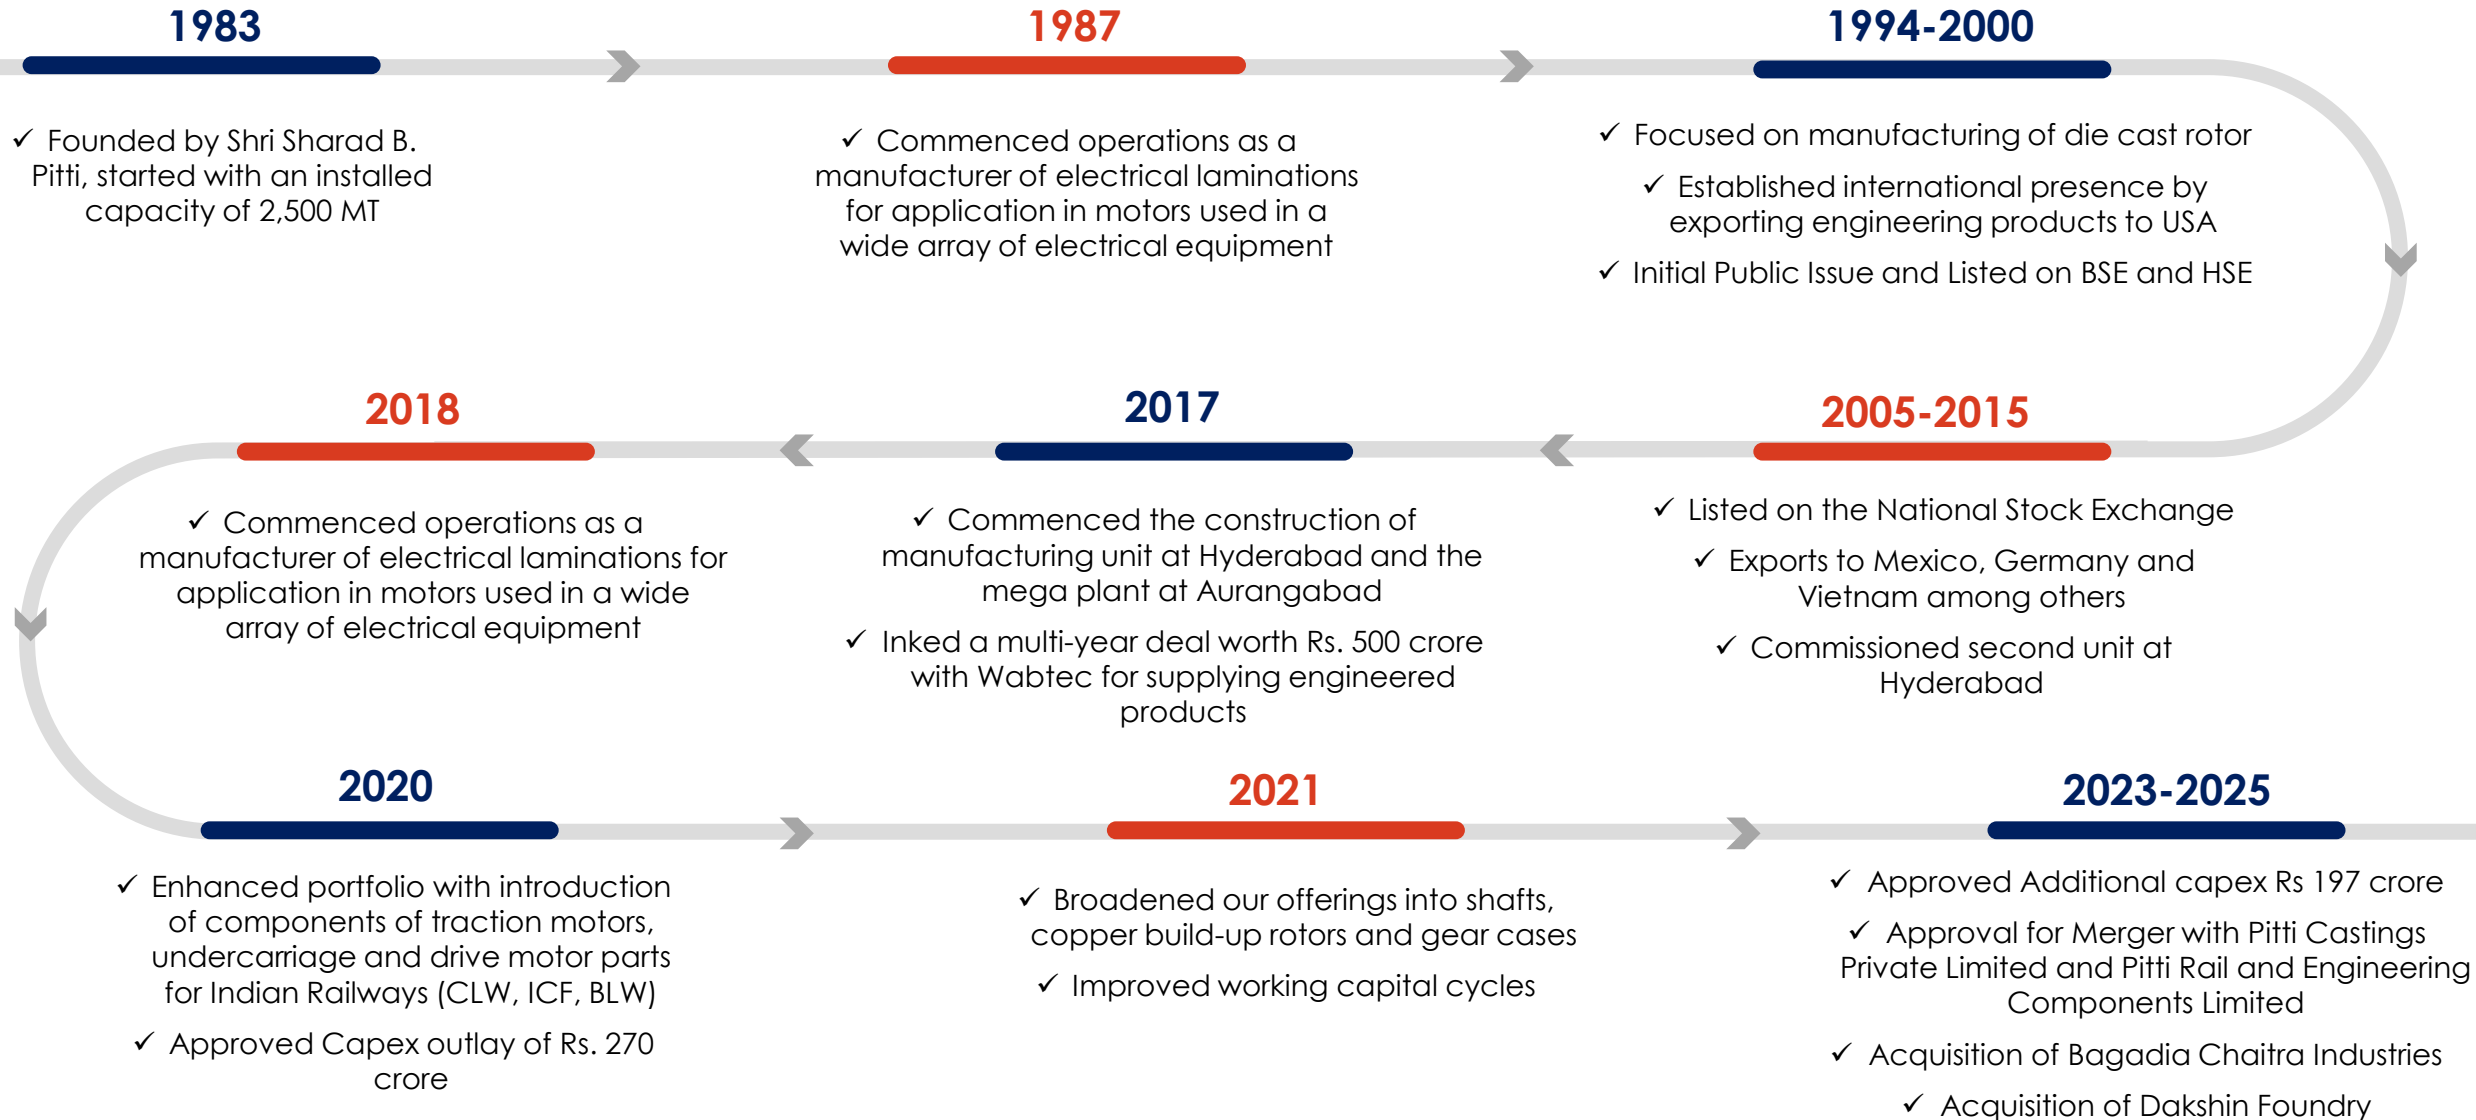 1983
✓ Founded by Shri Sharad B.
Pitti, started with an installed
capacity of 2,500 MT
1987
✓ Commenced operations as a
manufacturer of electrical laminations
for application in motors used in a
wide array of electrical equipment
1994-2000
✓ Focused on manufacturing of die cast rotor
✓ Established international presence by
exporting engineering products to USA
✓ Initial Public Issue and Listed on BSE and HSE
2005-2015
✓ Listed on the National Stock Exchange
✓ Exports to Mexico, Germany and
Vietnam among others
✓ Commissioned second unit at
Hyderabad
2017
✓ Commenced the construction of
manufacturing unit at Hyderabad and the
mega plant at Aurangabad
✓ Inked a multi-year deal worth Rs. 500 crore
with Wabtec for supplying engineered
products
2018
✓ Commenced operations as a
manufacturer of electrical laminations for
application in motors used in a wide
array of electrical equipment
2020
✓ Enhanced portfolio with introduction
of components of traction motors,
undercarriage and drive motor parts
for Indian Railways (CLW, ICF, BLW)
✓ Approved Capex outlay of Rs. 270
crore
2021
✓ Broadened our offerings into shafts,
copper build-up rotors and gear cases
✓ Improved working capital cycles
2023-2025
✓ Approved Additional capex Rs 197 crore
✓ Approval for Merger with Pitti Castings
Private Limited and Pitti Rail and Engineering
Components Limited
✓ Acquisition of Bagadia Chaitra Industries
✓ Acquisition of Dakshin Foundry